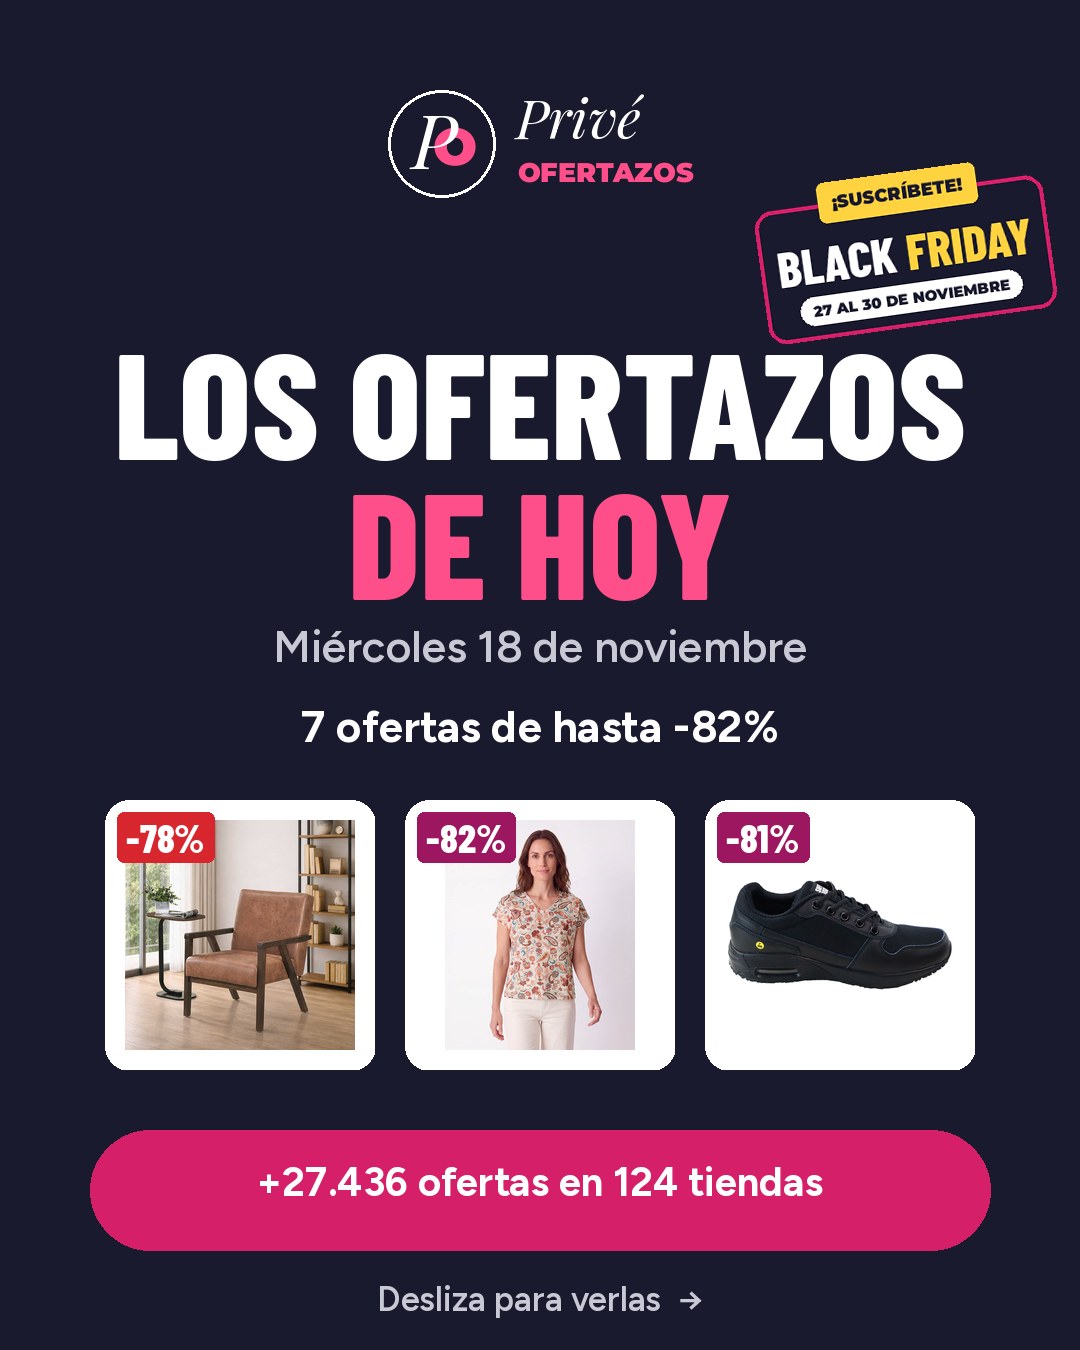 PO
Privé
OFERTAZOS
¡SUSCRÍBETE!
BLACK FRIDAY
27 AL 30 DE NOVIEMBRE
LOS OFERTAZOS
DE HOY
Miércoles 18 de noviembre
7 ofertas de hasta -82%
-78%
-82%
-81%
+27.436 ofertas en 124 tiendas
Desliza para verlas →